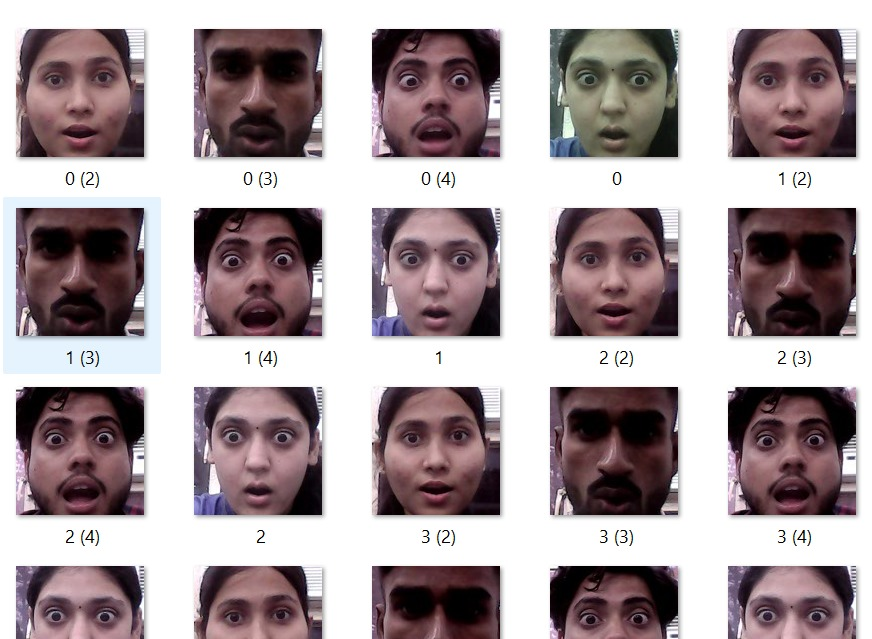 0 (2) 0 (3) 0 (4) 0 1 (2)
1 (3) 1 (4) 1 2 (2) 2 (3)
2 (4) 2 3 (2) 3 (3) 3 (4)